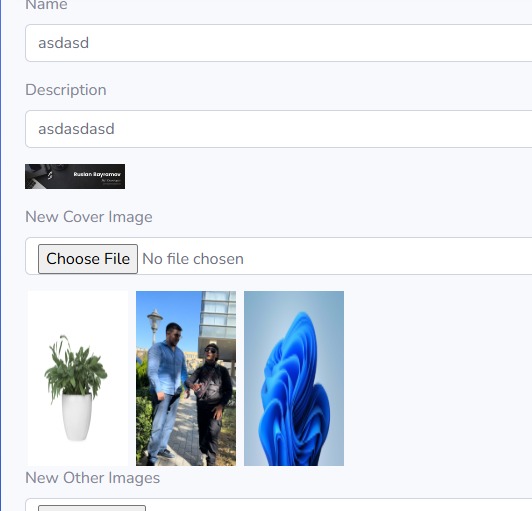 Name
asdasd
Description
asdasdasd
Ruslan Bayramov
New Cover Image
Choose File No file chosen
New Other Images